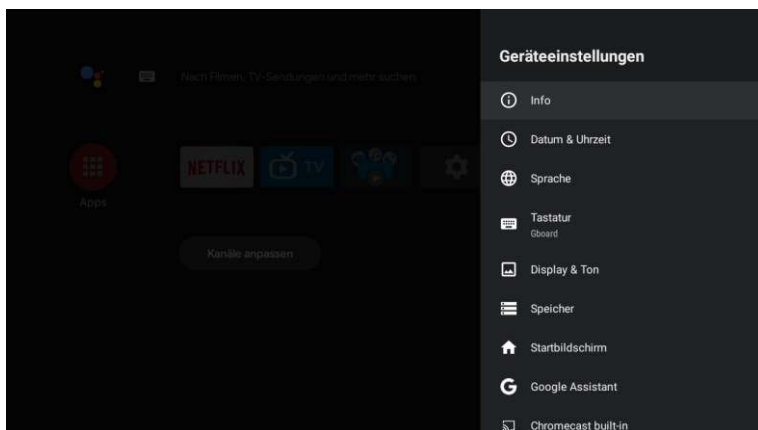 Geräteeinstellungen
Info
Datum & Uhrzeit
Sprache
Tastatur
Gboard
Display & Ton
Speicher
Startbildschirm
Google Assistant
Chromecast built-in
Nach Filmen, TV-Sendungen und mehr suchen
NETFLIX
TV
Apps
Kanäle anpassen